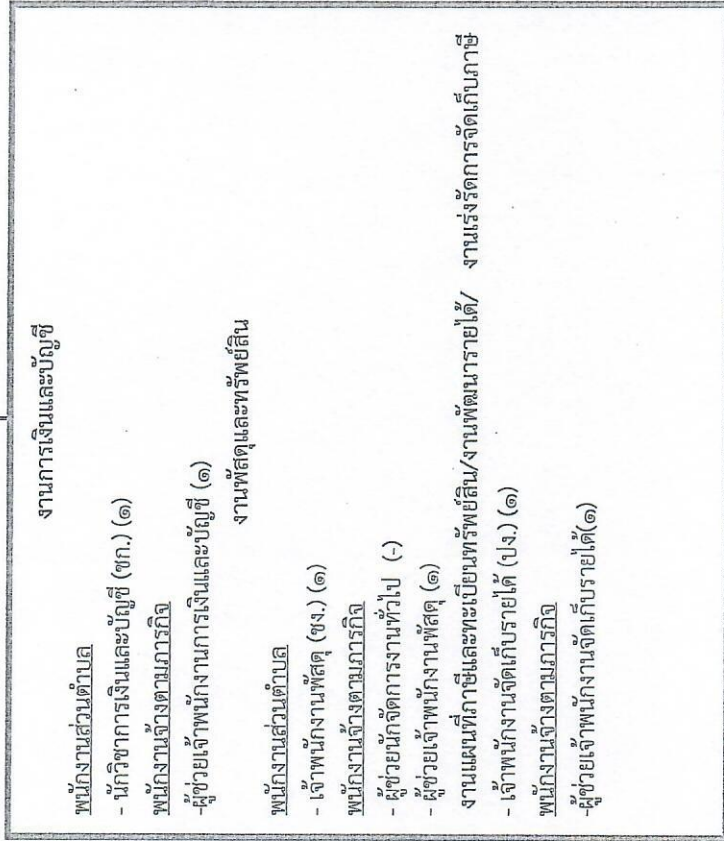 งานการเงินและบัญชี
พนักงานส่วนตำบล
- นักวิชาการเงินและบัญชี (ชก.) (๑)
พนักงานจ้างตามภารกิจ
-ผู้ช่วยเจ้าพนักงานการเงินและบัญชี (๑)
งานพัสดุและทรัพย์สิน
พนักงานส่วนตำบล
- เจ้าพนักงานพัสดุ (ชง.) (๑)
พนักงานจ้างตามภารกิจ
- ผู้ช่วยนักจัดการงานทั่วไป (-)
- ผู้ช่วยเจ้าพนักงานพัสดุ (๑)
งานแผนที่ภาษีและทะเบียนทรัพย์สิน/งานพัฒนารายได้/ งานเร่งรัดการจัดเก็บภาษี
- เจ้าพนักงานจัดเก็บรายได้ (ปง.) (๑)
พนักงานจ้างตามภารกิจ
-ผู้ช่วยเจ้าพนักงานจัดเก็บรายได้(๑)